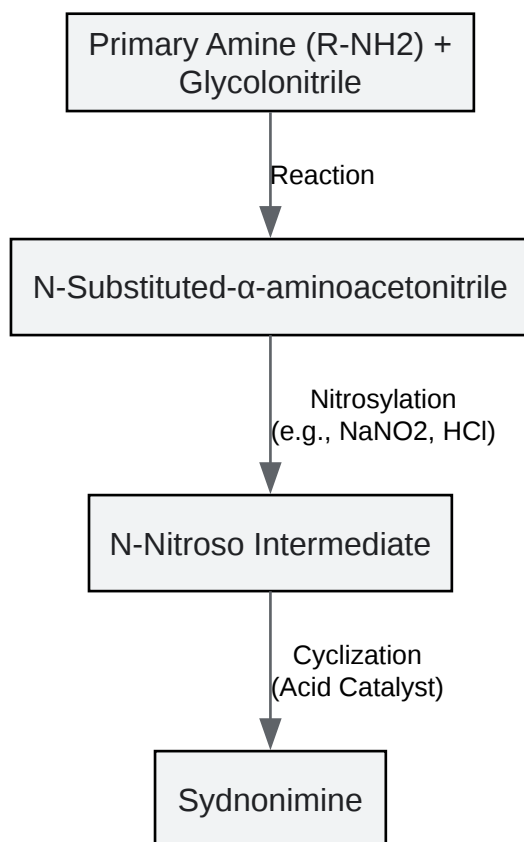 Primary Amine (R-NH2) +
Glycolonitrile
Reaction
N-Substituted-α-aminoacetonitrile
Nitrosylation
(e.g., NaNO2, HCl)
N-Nitroso Intermediate
Cyclization
(Acid Catalyst)
Sydnonimine